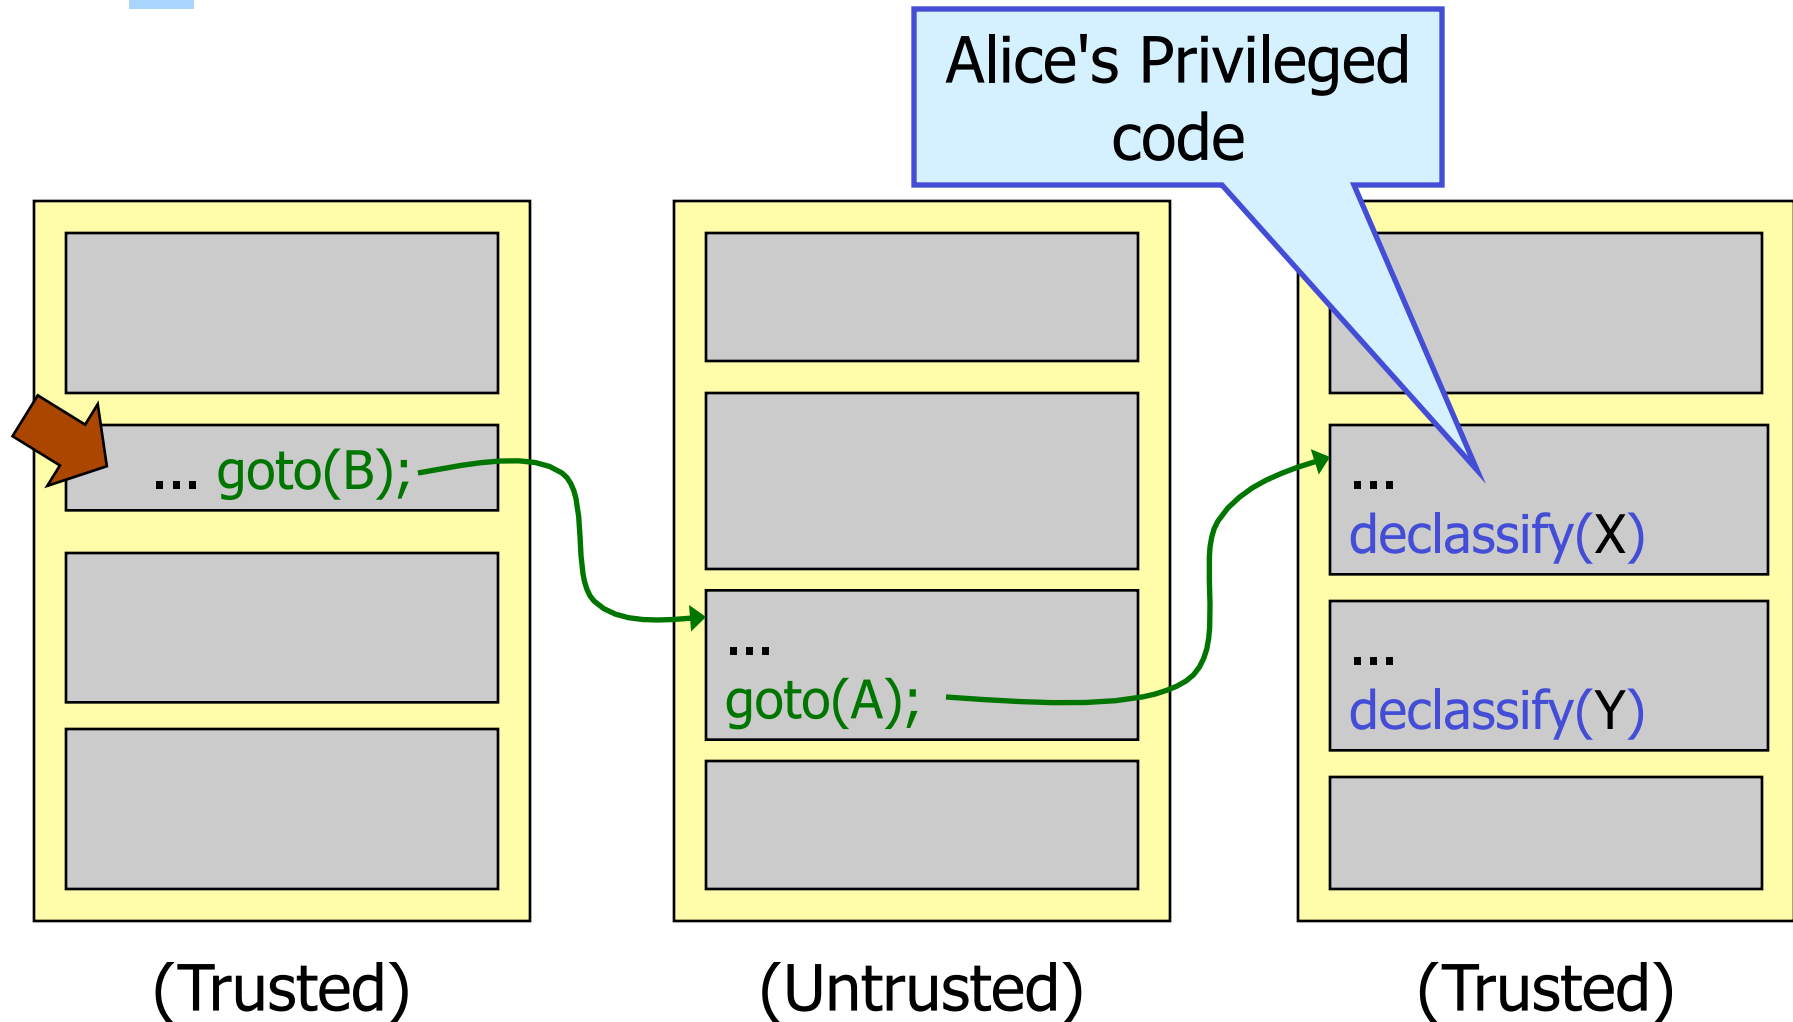 Alice's Privileged
code
... goto(B);
...
goto(A);
...
declassify(X)
...
declassify(Y)
(Trusted)
(Untrusted)
(Trusted)